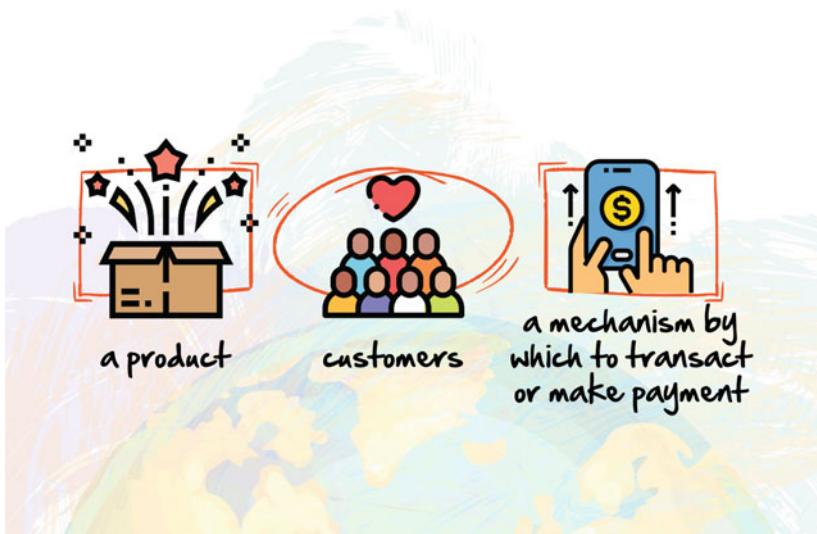 $
a product
customers
a mechanism by
which to transact
or make payment